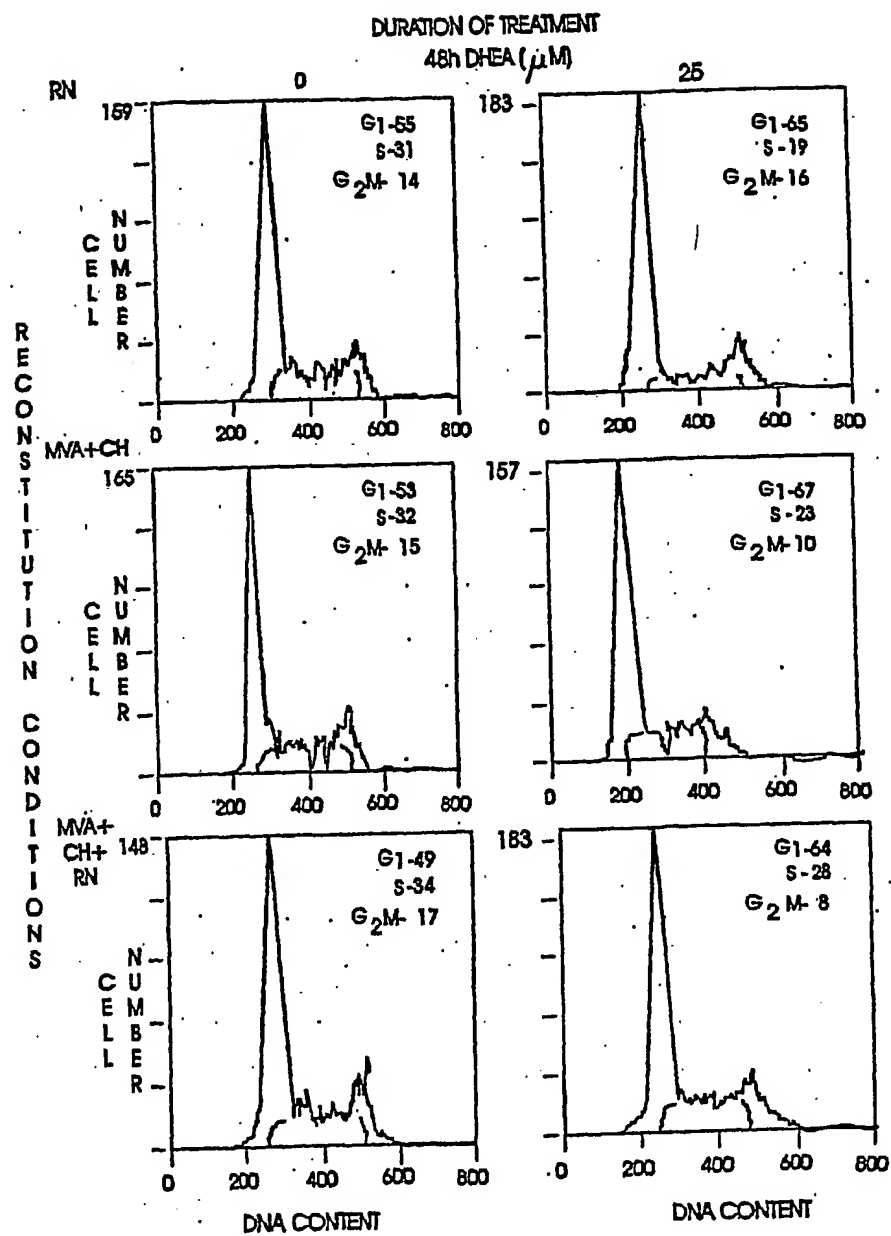 DURATION OF TREATMENT
48h DHEA (µM)
0
25
RECONSTITUTION CONDITIONS
RN
159
CELL NUMBER
G1-55
S-31
G2M- 14
0 200 400 600 800
183
G1-65
S-19
G2M-16
0 200 400 600 800
MVA+CH
165
CELL NUMBER
G1-53
S-32
G2M- 15
0 200 400 600 800
157
G1-67
S-23
G2M-10
0 200 400 600 800
MVA+
CH+
RN
148
CELL NUMBER
G1-49
S-34
G2M- 17
0 200 400 600 800
DNA CONTENT
183
G1-64
S-28
G2M- 8
0 200 400 600 800
DNA CONTENT